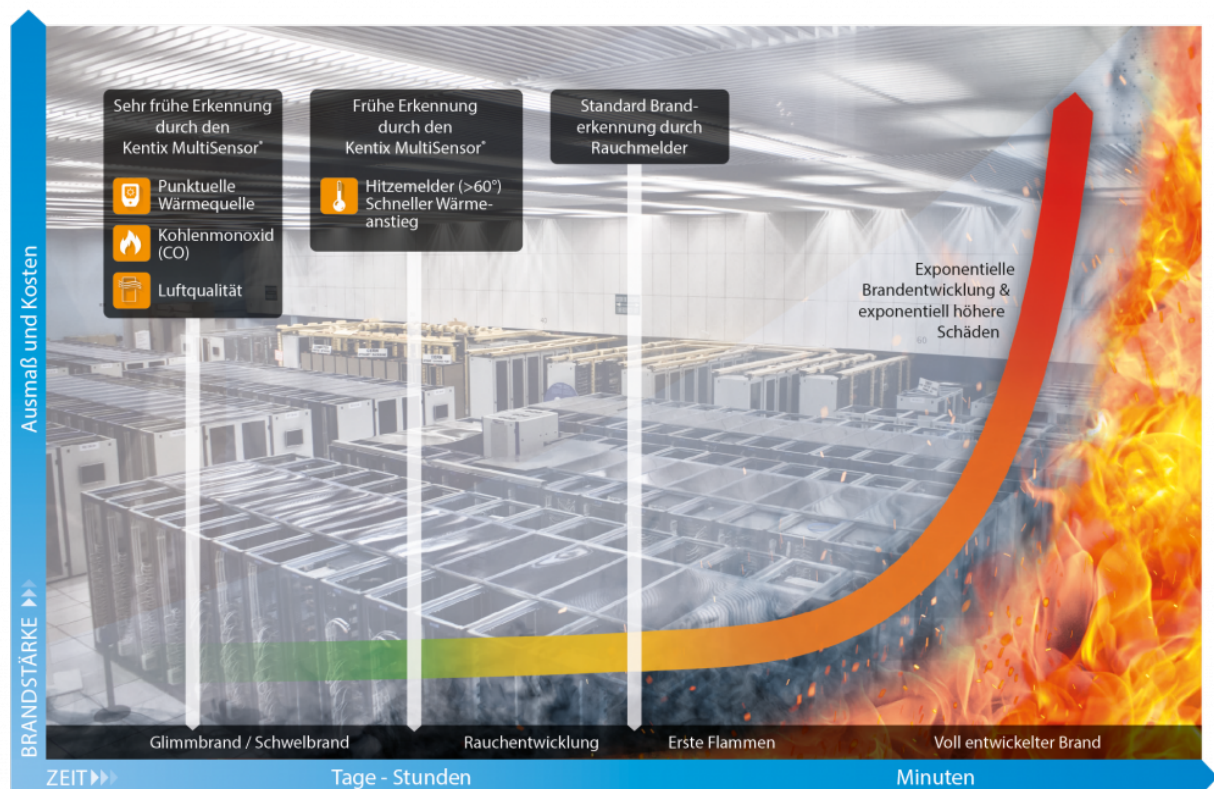 Sehr frühe Erkennung
durch den
Kentix MultiSensor*
Punktuelle
Wärmequelle
Kohlenmonoxid
(CO)
Luftqualität
Frühe Erkennung
durch den
Kentix MultiSensor*
Hitzemelder (>60°)
Schneller Wärme-
anstieg
Standard Brand-
erkennung durch
Rauchmelder
Exponentielle
Brandentwicklung &
exponentiell höhere
Schäden
Ausmaß und Kosten
BRANDSTÄRKE
Glimmbrand / Schwelbrand
Rauchentwicklung
Erste Flammen
Voll entwickelter Brand
ZEIT
Tage - Stunden
Minuten